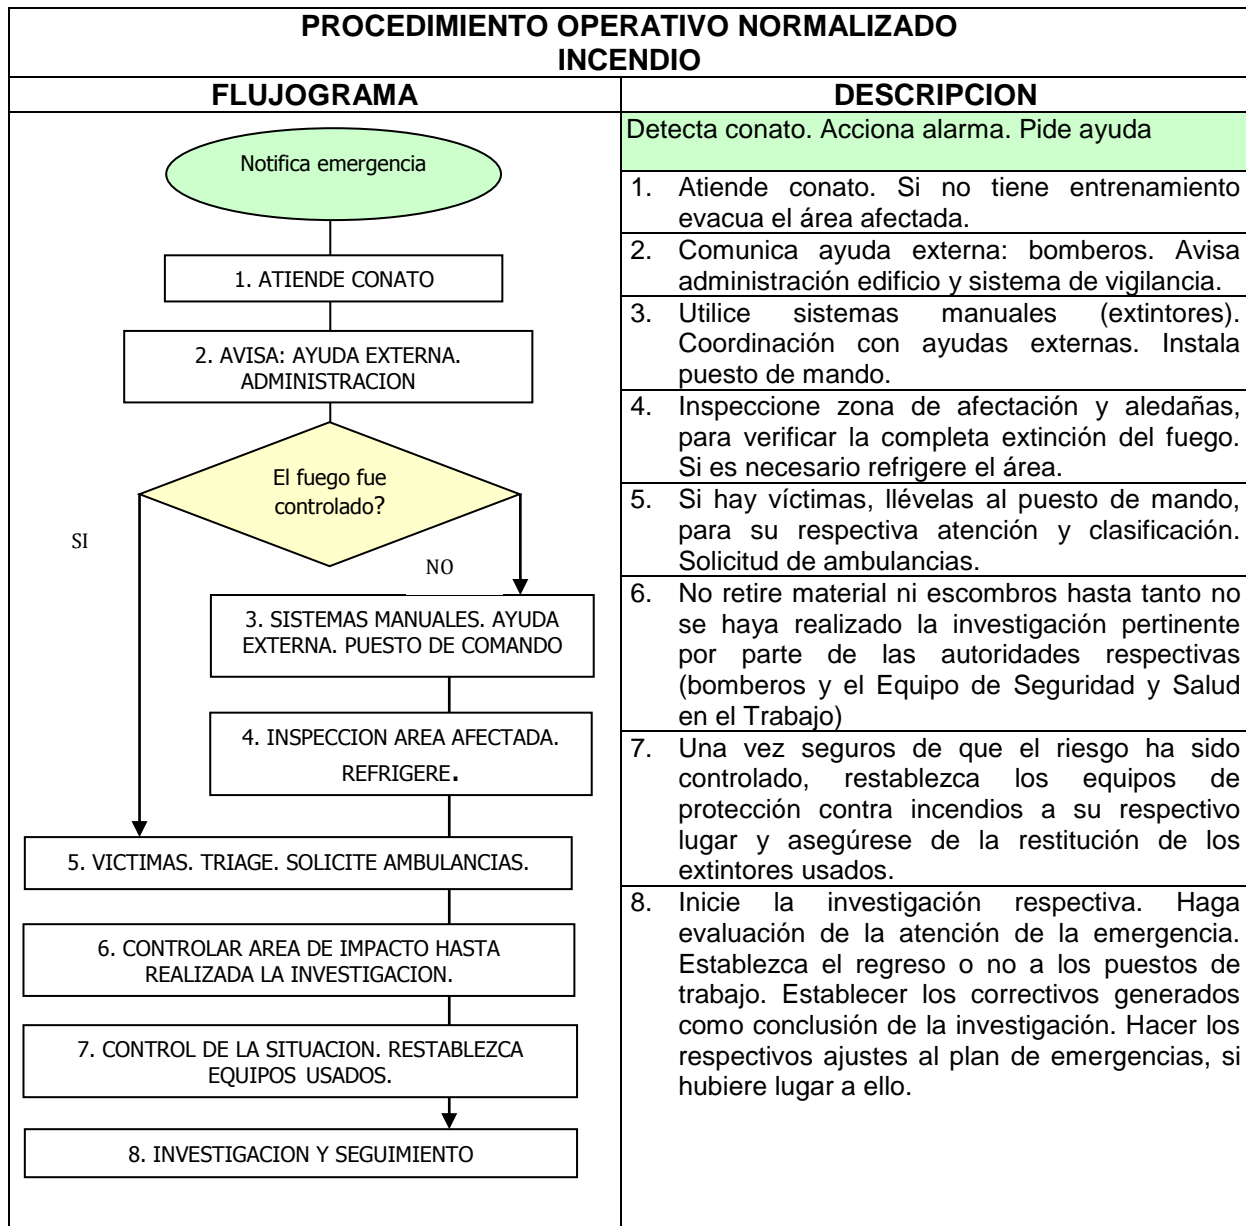 PROCEDIMIENTO OPERATIVO NORMALIZADO
INCENDIO
FLUJOGRAMA
Notifica emergencia
1. ATIENDE CONATO
2. AVISA: AYUDA EXTERNA.
ADMINISTRACION
El fuego fue
controlado?
SI
NO
3. SISTEMAS MANUALES. AYUDA
EXTERNA. PUESTO DE COMANDO
4. INSPECCION AREA AFECTADA.
REFRIGERE.
5. VICTIMAS. TRIAGE. SOLICITE AMBULANCIAS.
6. CONTROLAR AREA DE IMPACTO HASTA
REALIZADA LA INVESTIGACION.
7. CONTROL DE LA SITUACION. RESTABLEZCA
EQUIPOS USADOS.
8. INVESTIGACION Y SEGUIMIENTO
DESCRIPCION
Detecta conato. Acciona alarma. Pide ayuda
1. Atiende conato. Si no tiene entrenamiento
evacua el área afectada.
2. Comunica ayuda externa: bomberos. Avisa
administración edificio y sistema de vigilancia.
3. Utilice sistemas manuales (extintores).
Coordinación con ayudas externas. Instala
puesto de mando.
4. Inspeccione zona de afectación y aledañas,
para verificar la completa extinción del fuego.
Si es necesario refrigere el área.
5. Si hay víctimas, llévelas al puesto de mando,
para su respectiva atención y clasificación.
Solicitud de ambulancias.
6. No retire material ni escombros hasta tanto no
se haya realizado la investigación pertinente
por parte de las autoridades respectivas
(bomberos y el Equipo de Seguridad y Salud
en el Trabajo)
7. Una vez seguros de que el riesgo ha sido
controlado, restablezca los equipos de
protección contra incendios a su respectivo
lugar y asegúrese de la restitución de los
extintores usados.
8. Inicie la investigación respectiva. Haga
evaluación de la atención de la emergencia.
Establezca el regreso o no a los puestos de
trabajo. Establecer los correctivos generados
como conclusión de la investigación. Hacer los
respectivos ajustes al plan de emergencias, si
hubiere lugar a ello.